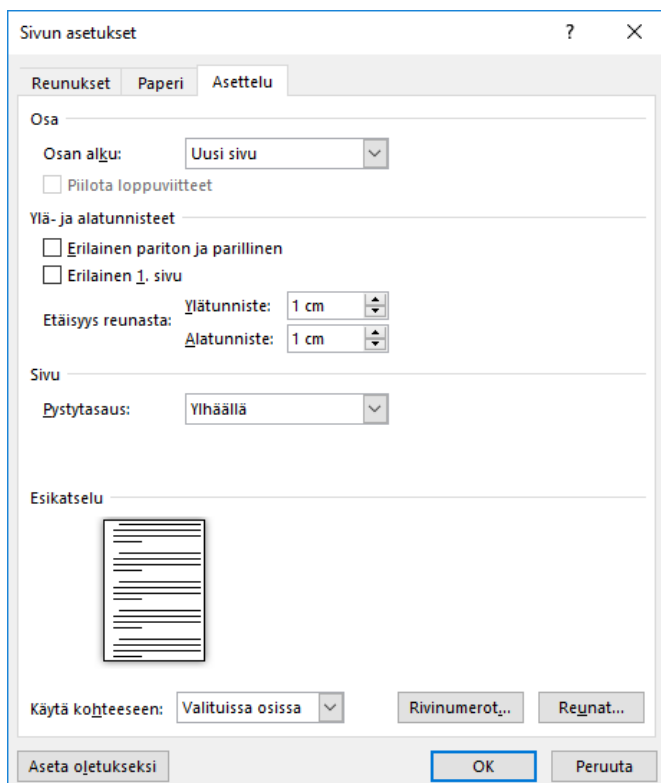 Sivun asetukset
Reunukset Paperi Asettelu
Osa
Osan alku: Uusi sivu
Piilota loppuviitteet
Ylä- ja alatunnisteet
Erilainen pariton ja parillinen
Erilainen 1. sivu
Etäisyys reunasta:
Ylätunniste: 1 cm
Alatunniste: 1 cm
Sivu
Pystytasaus: Ylhäällä
Esikatselu
Käytä kohteeseen: Valituissa osissa Rivinumerot... Reunat...
Aseta oletukseksi OK Peruuta